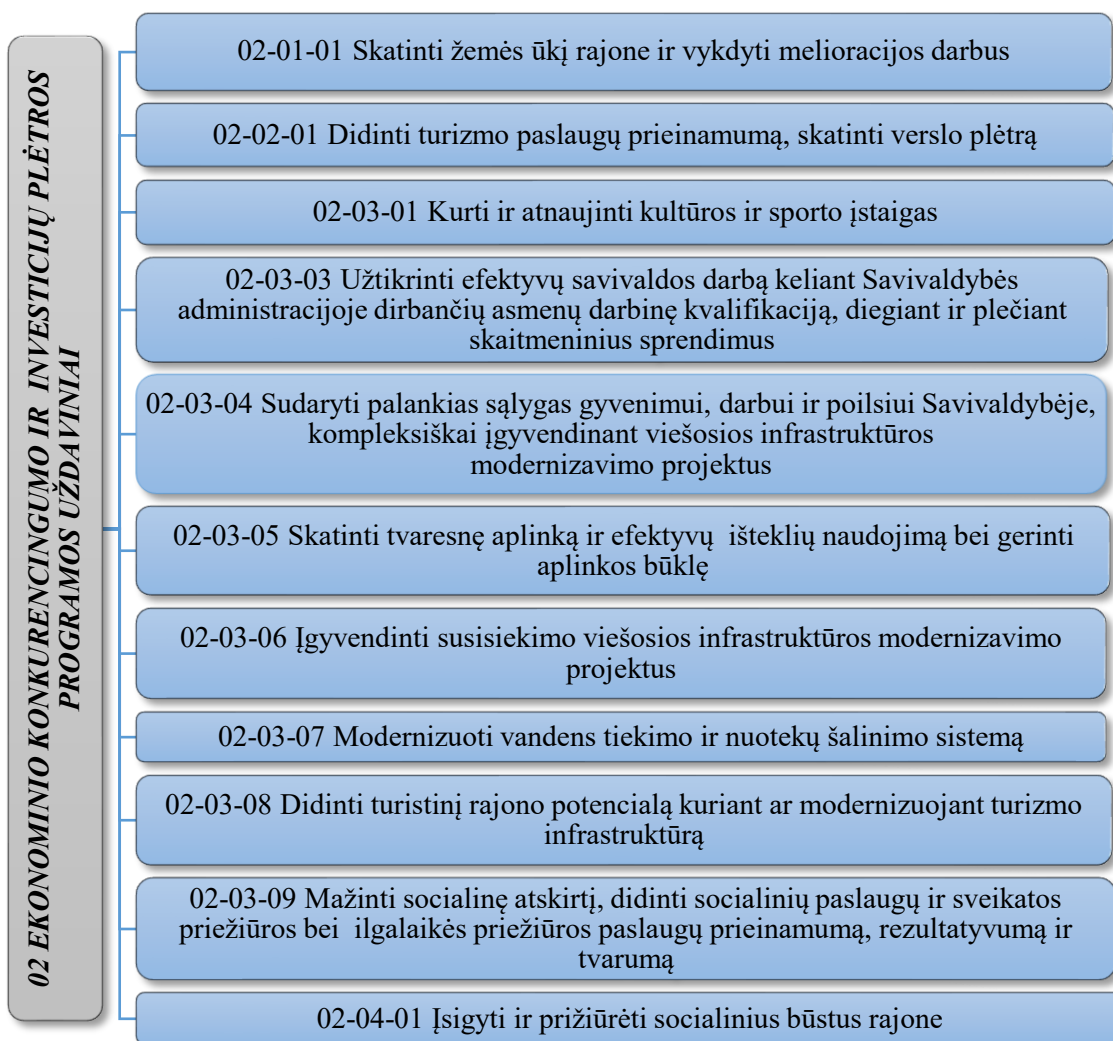 02 EKONOMINIO KONKURENCINGUMO IR INVESTICIJŲ PLĖTROS
PROGRAMOS UŽDAVINIAI
02-01-01 Skatinti žemės ūkį rajone ir vykdyti melioracijos darbus
02-02-01 Didinti turizmo paslaugų prieinamumą, skatinti verslo plėtrą
02-03-01 Kurti ir atnaujinti kultūros ir sporto įstaigas
02-03-03 Užtikrinti efektyvų savivaldos darbą keliant Savivaldybės
administracijoje dirbančių asmenų darbinę kvalifikaciją, diegiant ir plečiant
skaitmeninius sprendimus
02-03-04 Sudaryti palankias sąlygas gyvenimui, darbui ir poilsiui Savivaldybėje,
kompleksiškai įgyvendinant viešosios infrastruktūros
modernizavimo projektus
02-03-05 Skatinti tvaresnę aplinką ir efektyvų išteklių naudojimą bei gerinti
aplinkos būklę
02-03-06 Įgyvendinti susisiekimo viešosios infrastruktūros modernizavimo
projektus
02-03-07 Modernizuoti vandens tiekimo ir nuotekų šalinimo sistemą
02-03-08 Didinti turistinį rajono potencialą kuriant ar modernizuojant turizmo
infrastruktūrą
02-03-09 Mažinti socialinę atskirtį, didinti socialinių paslaugų ir sveikatos
priežiūros bei ilgalaikės priežiūros paslaugų prieinamumą, rezultatyvumą ir
tvarumą
02-04-01 Įsigyti ir prižiūrėti socialinius būstus rajone